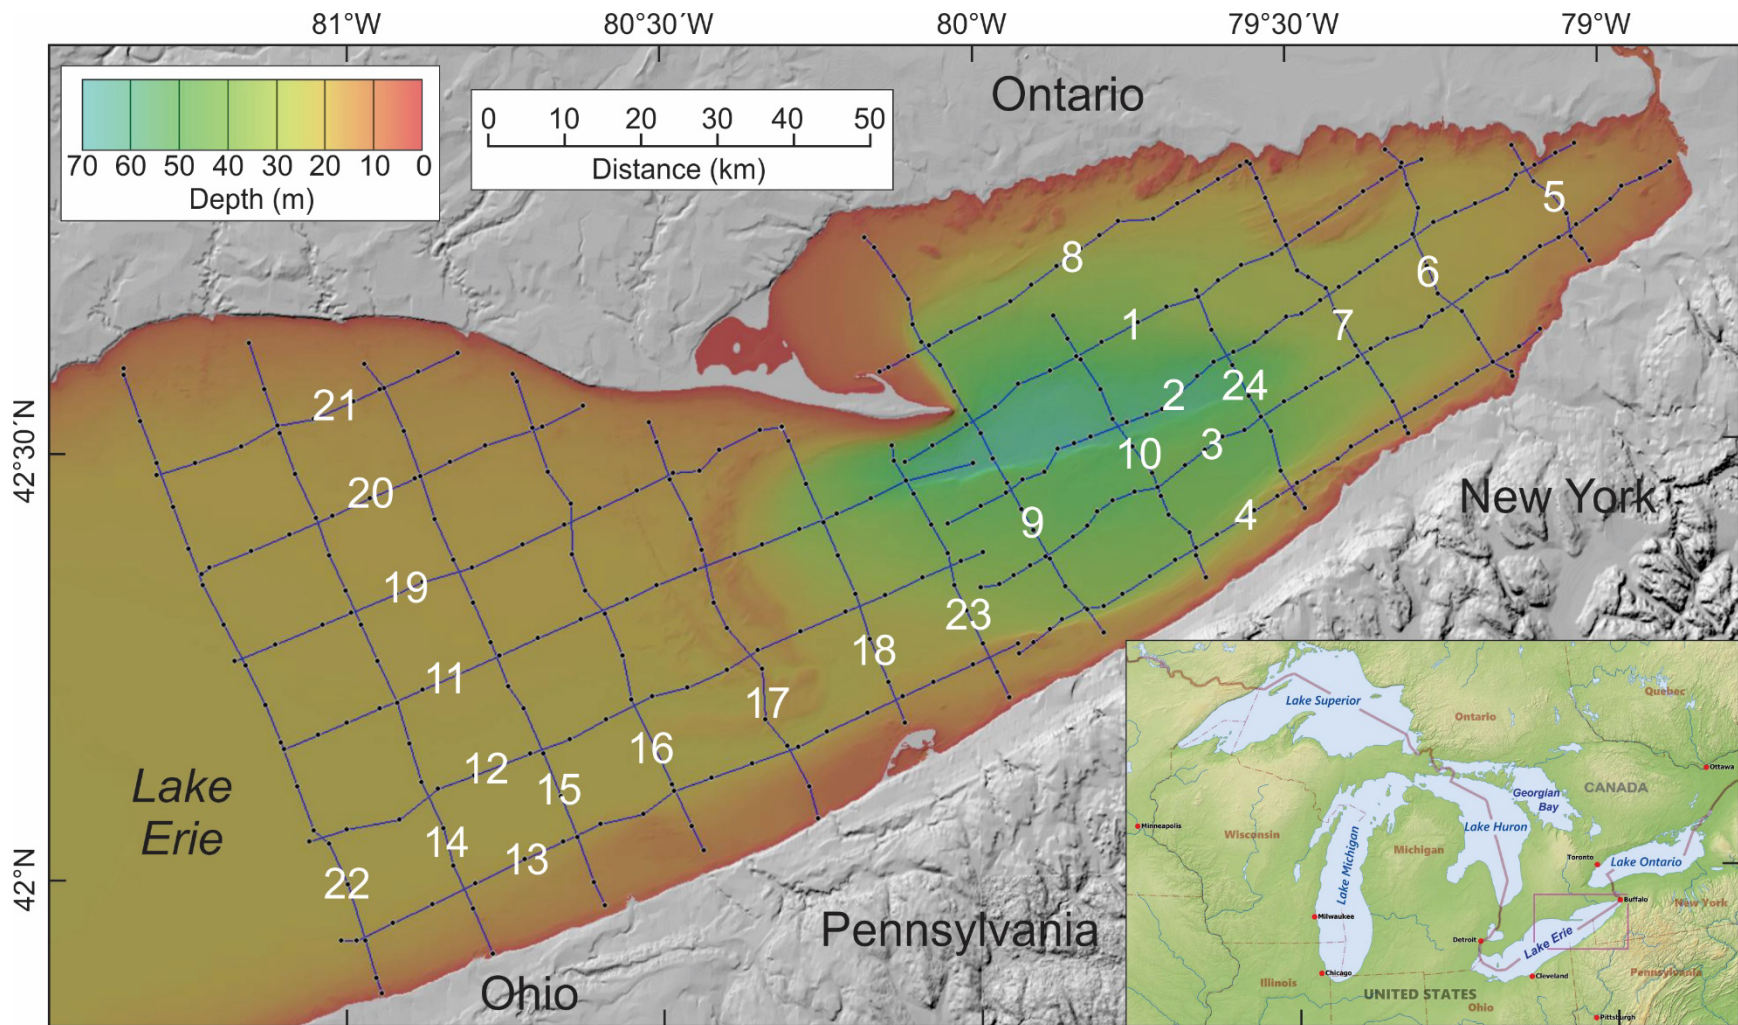 81°W 80°30´W 80°W 79°30´W 79°W
70 60 50 40 30 20 10 0
Depth (m)
0 10 20 30 40 50
Distance (km)
Ontario
5
8
6
1
7
2
24
21
3
10
42°30´N
20
New York
4
9
19
23
18
11
17
16
12
15
Lake
Erie
14
13
22
42°N
Pennsylvania
Ohio
Lake Superior
Quebec
Ontario
Ottawa
CANADA
Georgian
Bay
Minneapolis
Wisconsin
Lake Huron
Michigan
Lake Michigan
Toronto
Lake Ontario
Buffalo
New York
Milwaukee
Detroit
Lake Erie
Chicago
Cleveland
Pennsylvania
Illinois
UNITED STATES
Ohio
Pittsburgh